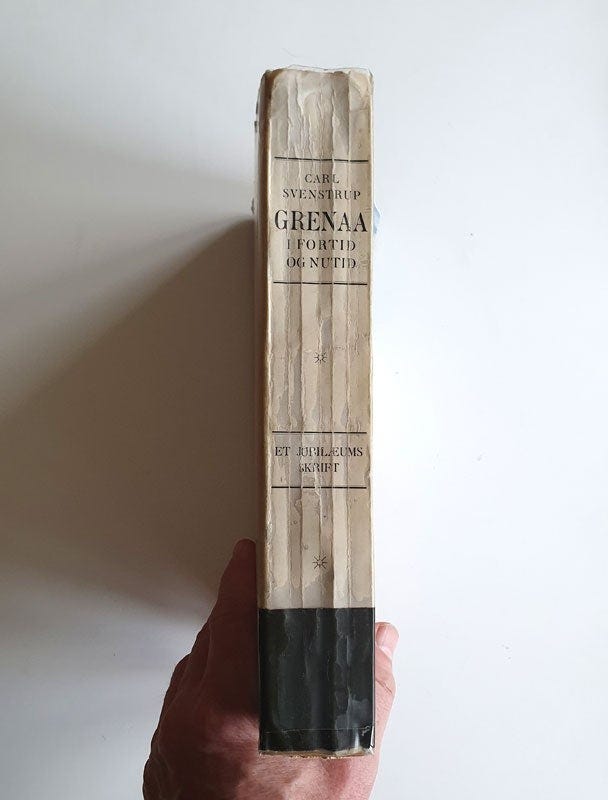 CARL
SVENSTRUP
GRENAA
I FORTID
OG NUTID
ET JUBILÆUMS
SKRIFT